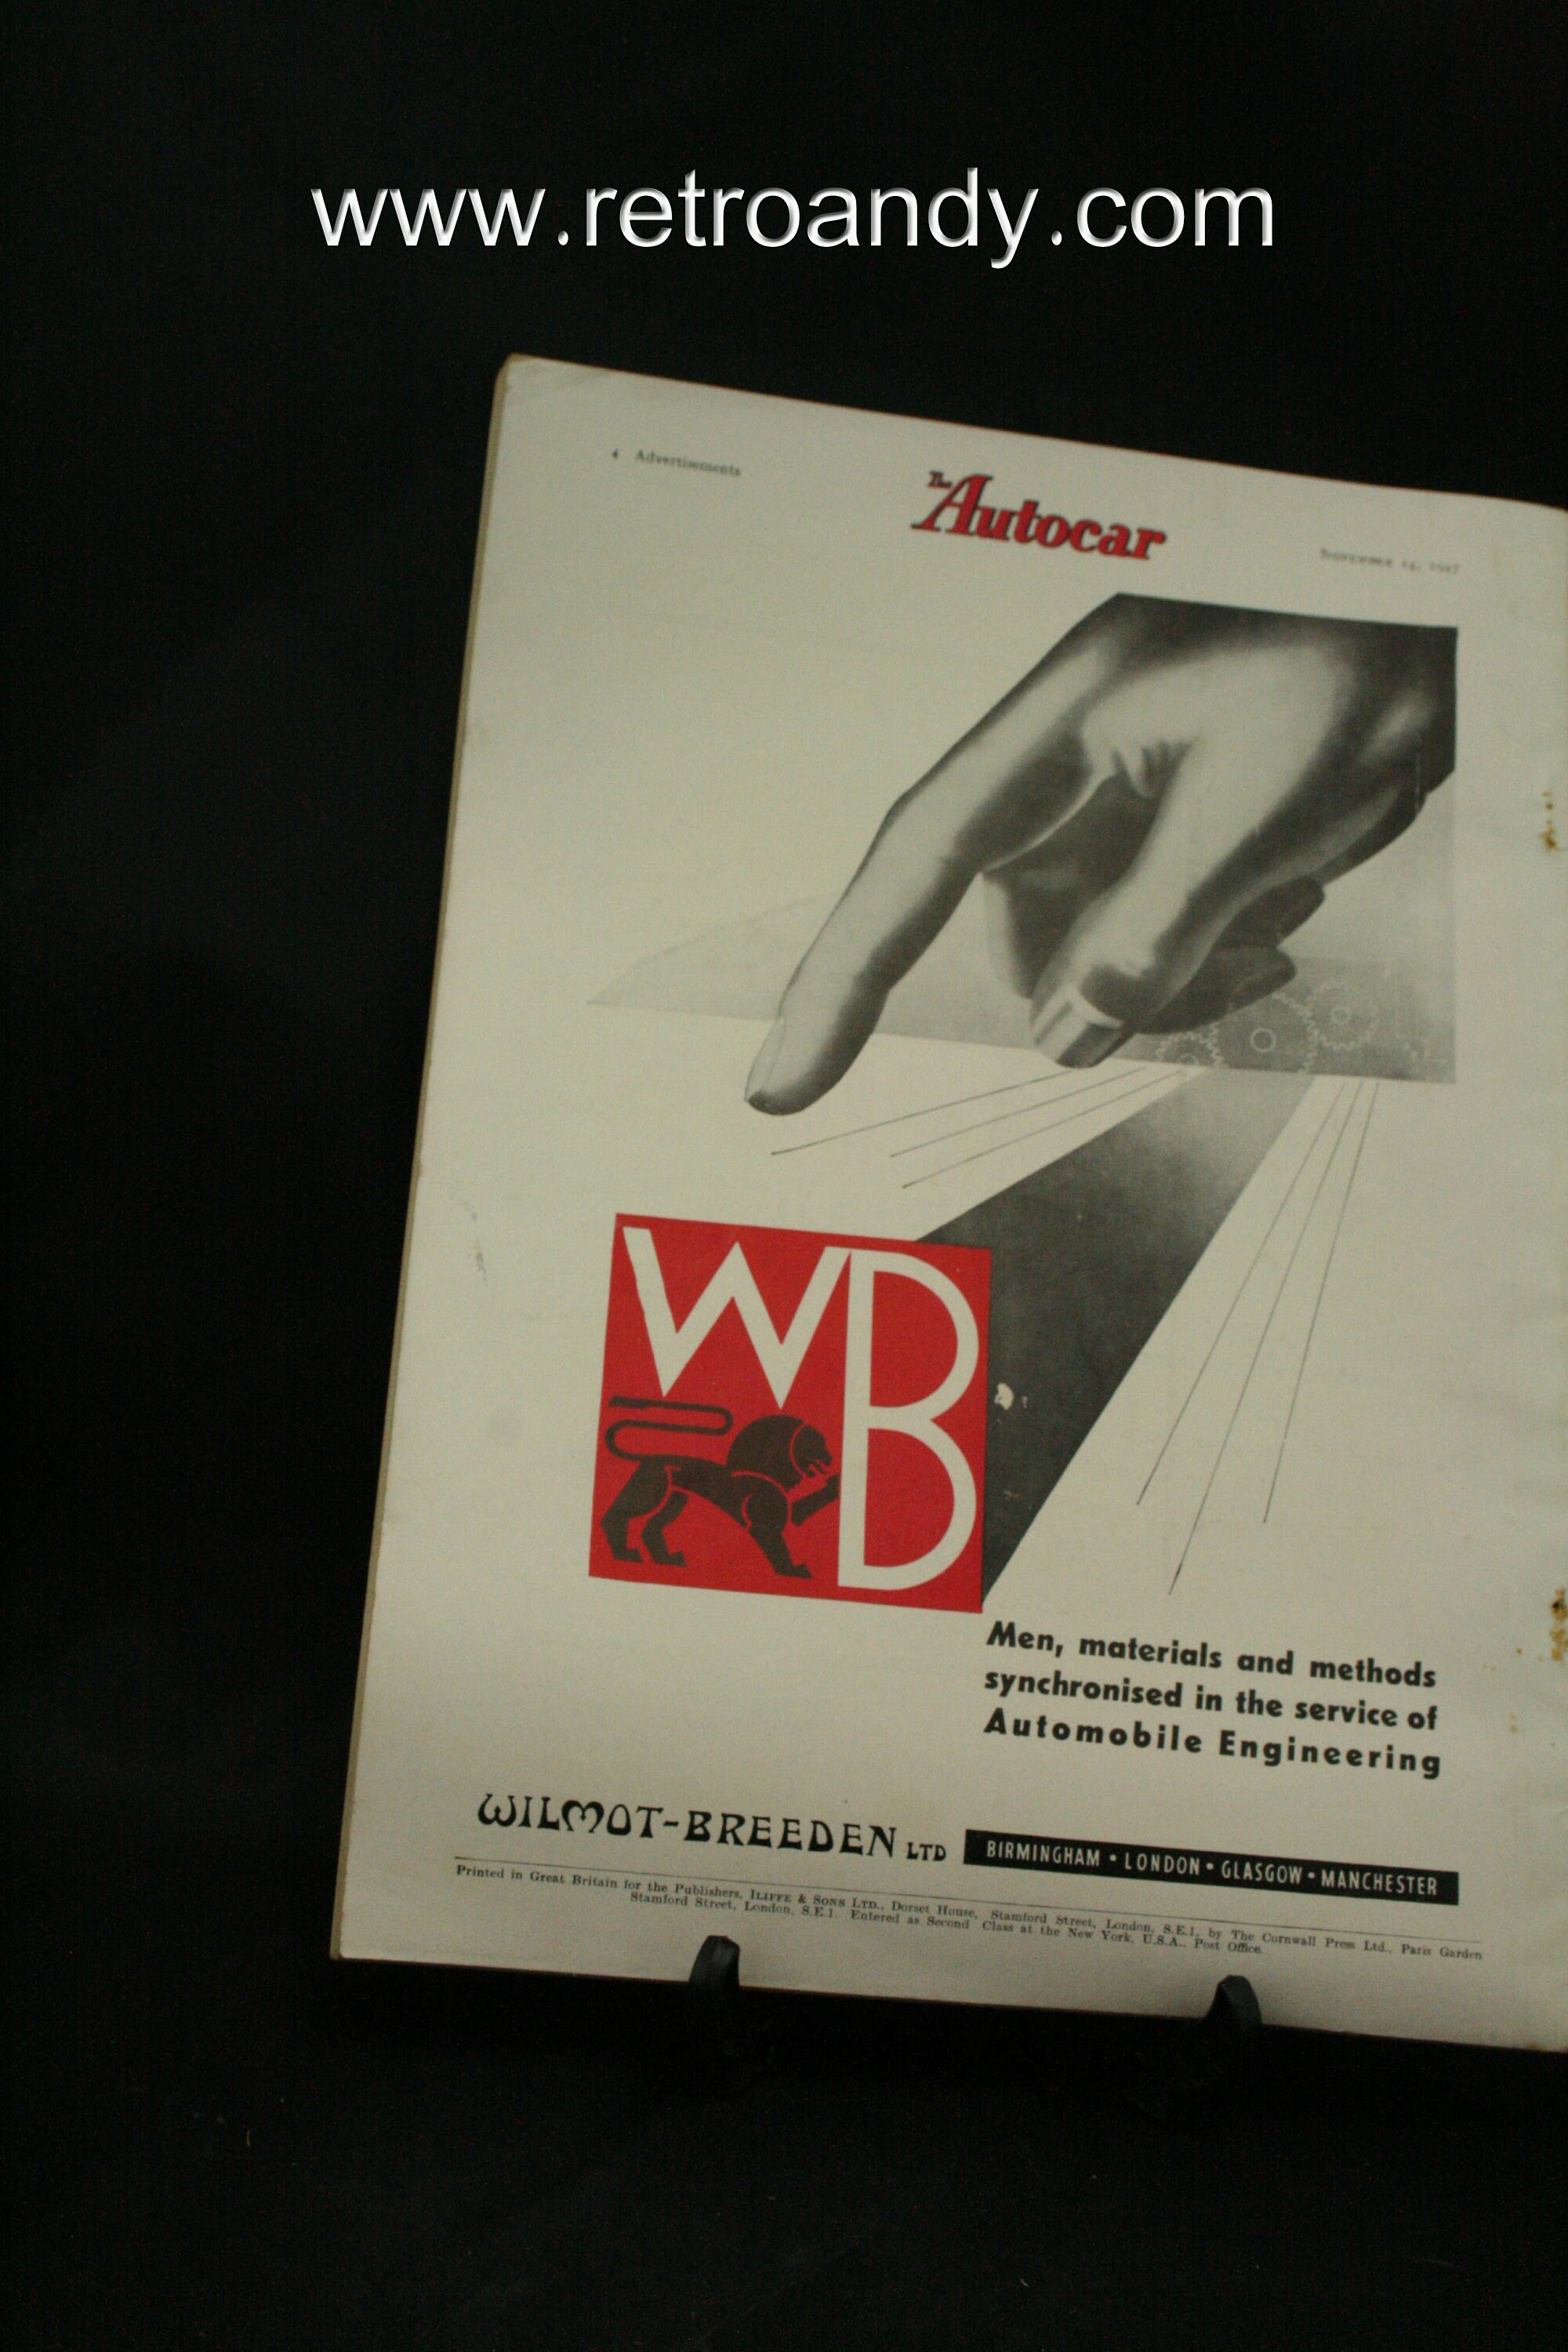 www.retroandy.com
4 Advertisements
The Autocar
November 14, 1947
WB
Men, materials and methods
synchronised in the service of
Automobile Engineering
WILMOT-BREEDEN LTD BIRMINGHAM • LONDON • GLASGOW • MANCHESTER
Printed in Great Britain for the Publishers, ILIFFE & SONS LTD., Dorset House, Stamford Street, London, S.E.1, by The Cornwall Press Ltd., Paris Garden
Stamford Street, London, S.E.1. Entered as Second Class at the New York, U.S.A., Post Office.